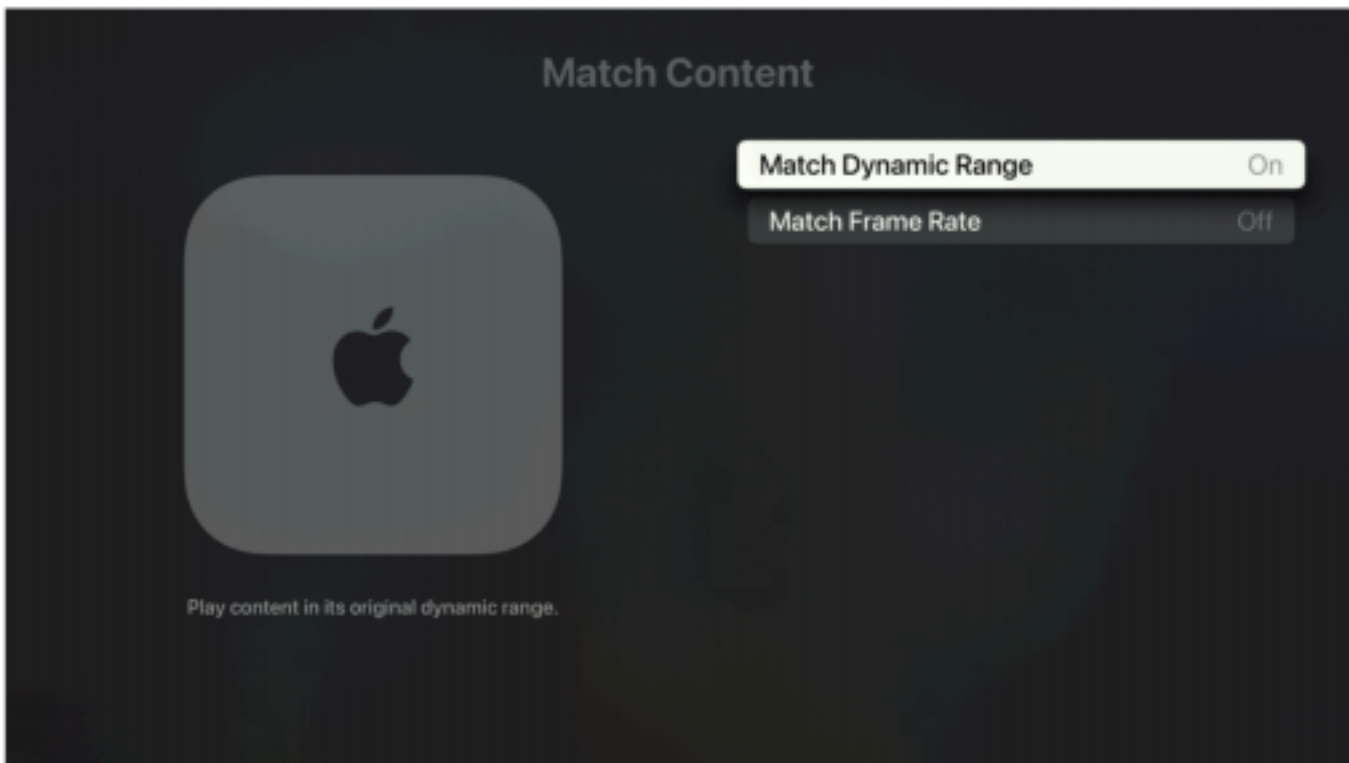 Match Content
Match Dynamic Range On
Match Frame Rate Off
Play content in its original dynamic range.